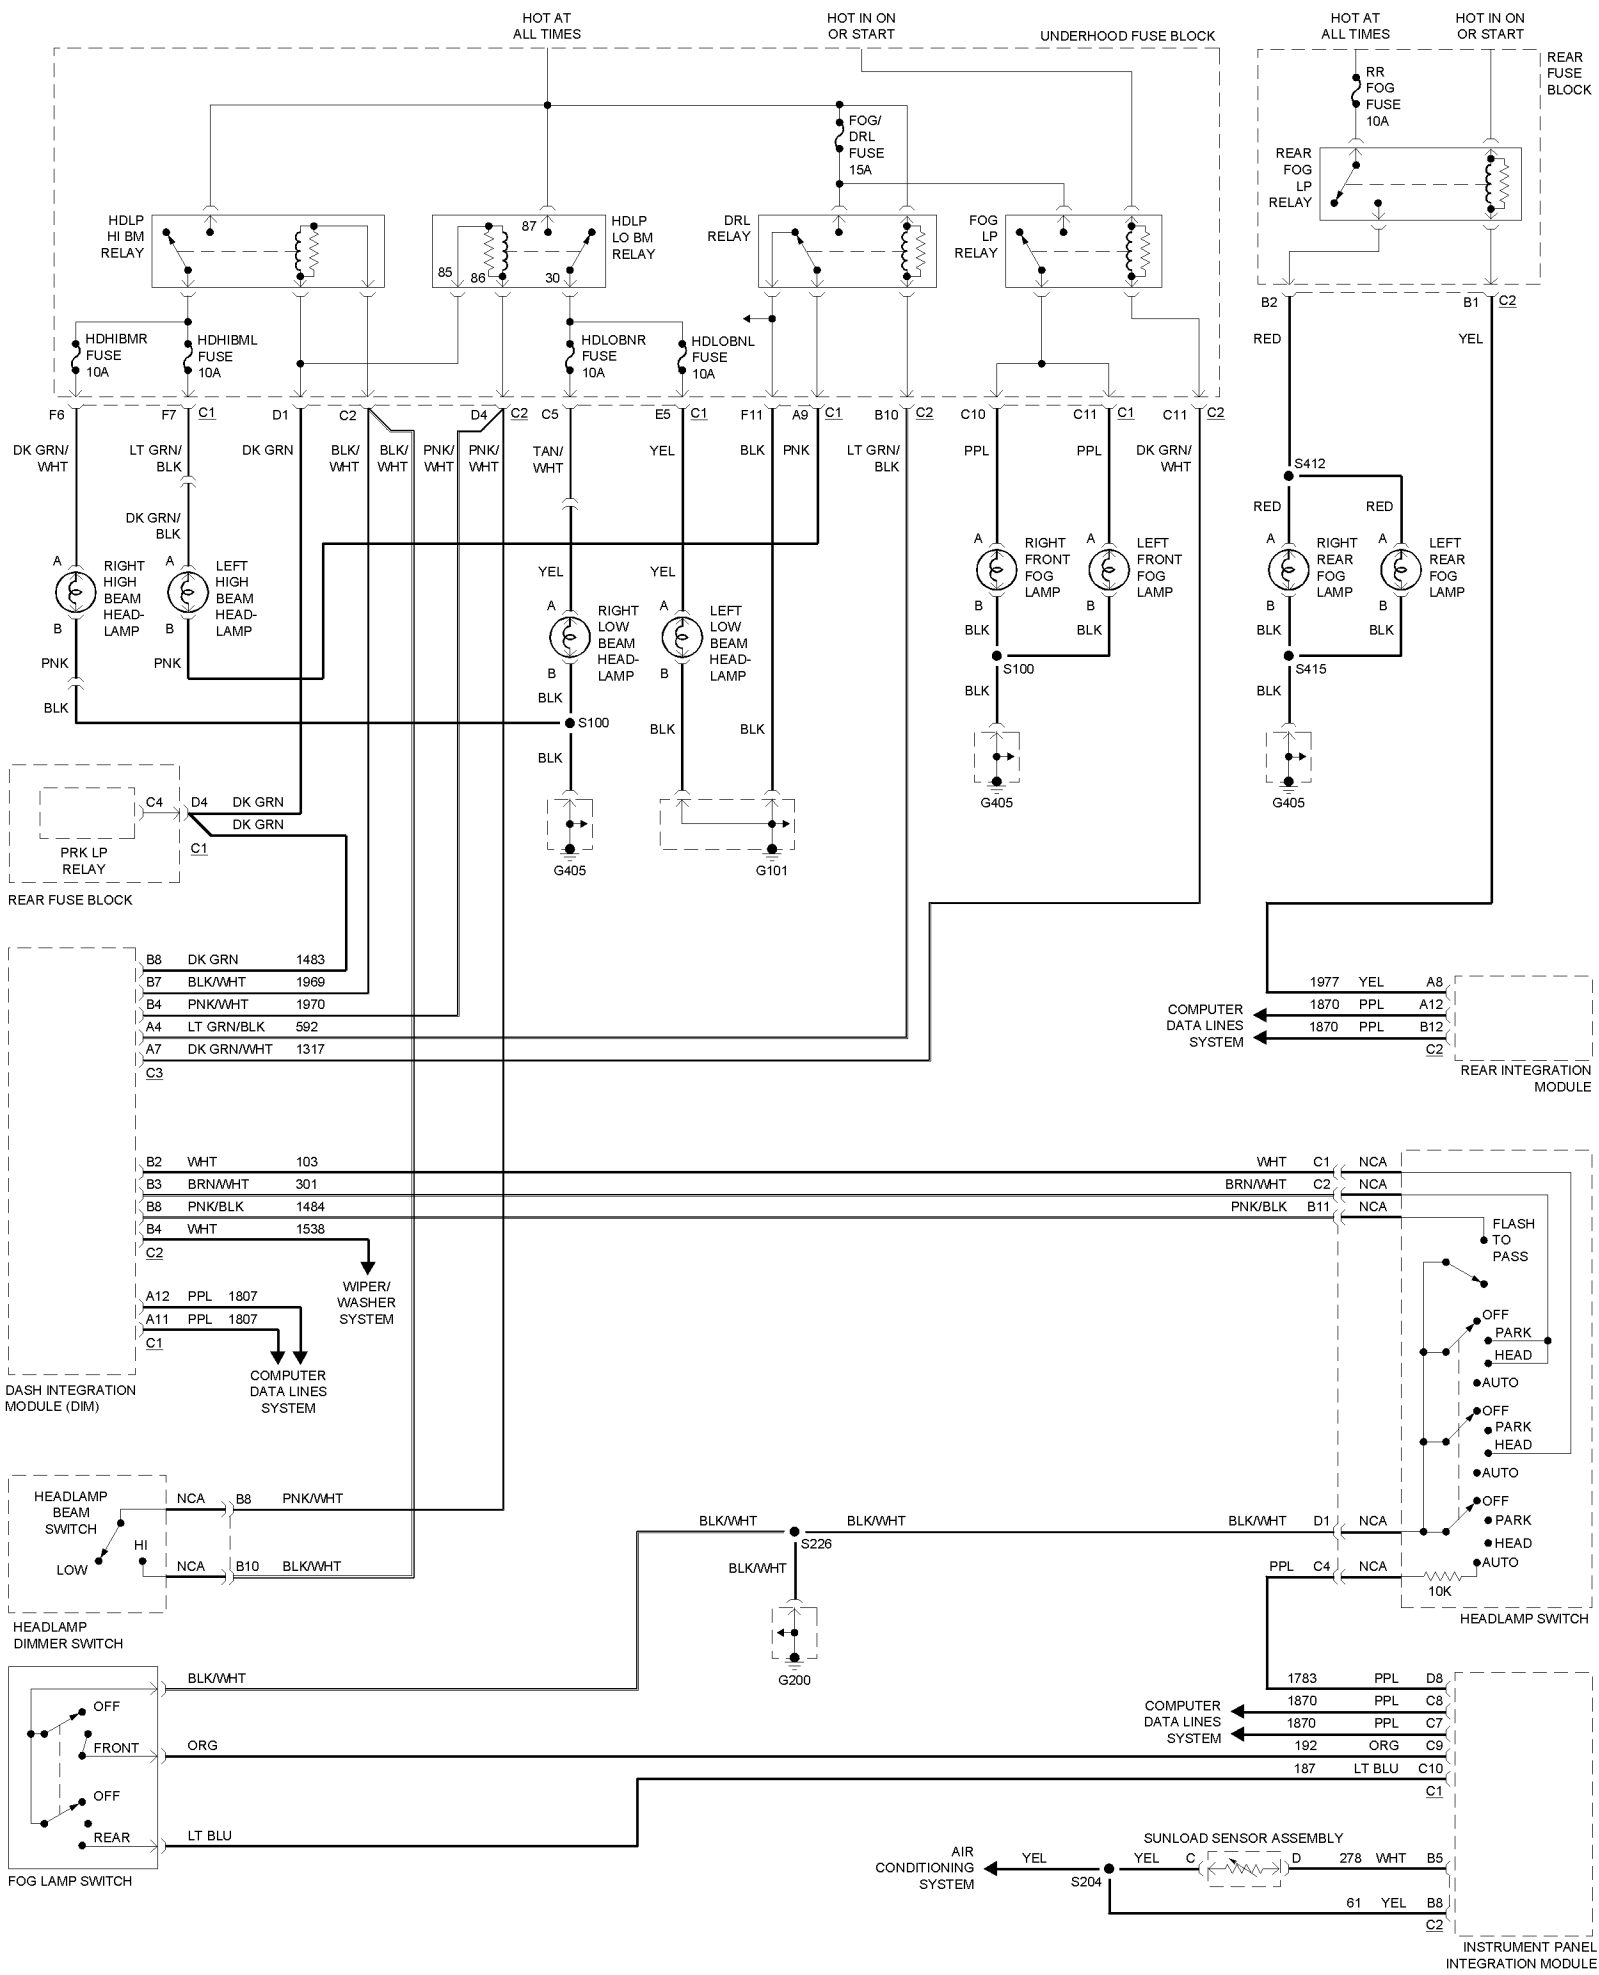 HOT AT
ALL TIMES
HOT IN ON
OR START
UNDERHOOD FUSE BLOCK
HOT AT
ALL TIMES
HOT IN ON
OR START
REAR
FUSE
BLOCK
RR
FOG
FUSE
10A
FOG/
DRL
FUSE
15A
REAR
FOG
LP
RELAY
HDLP
HI BM
RELAY
87
85
86
30
HDLP
LO BM
RELAY
DRL
RELAY
FOG
LP
RELAY
B2
B1
C2
HDHIBMR
FUSE
10A
HDHIBML
FUSE
10A
HDLOBNR
FUSE
10A
HDLOBNL
FUSE
10A
RED
YEL
F6
F7
C1
D1
C2
D4
C2
C5
E5
C1
F11
A9
C1
B10
C2
C10
C11
C1
C11
C2
DK GRN/
WHT
LT GRN/
BLK
DK GRN
BLK/
WHT
BLK/
WHT
PNK/
WHT
PNK/
WHT
TAN/
WHT
YEL
BLK
PNK
LT GRN/
BLK
PPL
PPL
DK GRN/
WHT
S412
RED
RED
DK GRN/
BLK
A
RIGHT
HIGH
BEAM
HEAD-
LAMP
B
A
LEFT
HIGH
BEAM
HEAD-
LAMP
B
YEL
YEL
A
RIGHT
LOW
BEAM
HEAD-
LAMP
B
A
LEFT
LOW
BEAM
HEAD-
LAMP
B
A
RIGHT
FRONT
FOG
LAMP
B
A
LEFT
FRONT
FOG
LAMP
B
A
RIGHT
REAR
FOG
LAMP
B
A
LEFT
REAR
FOG
LAMP
B
BLK
BLK
BLK
BLK
PNK
PNK
S100
S415
BLK
BLK
BLK
BLK
S100
BLK
BLK
BLK
G405
G405
C4
D4
DK GRN
DK GRN
C1
PRK LP
RELAY
REAR FUSE BLOCK
G405
G101
B8 DK GRN 1483
B7 BLK/WHT 1969
B4 PNK/WHT 1970
A4 LT GRN/BLK 592
A7 DK GRN/WHT 1317
C3
1977 YEL A8
1870 PPL A12
1870 PPL B12
C2
COMPUTER
DATA LINES
SYSTEM
REAR INTEGRATION
MODULE
B2 WHT 103
B3 BRN/WHT 301
B8 PNK/BLK 1484
B4 WHT 1538
C2
WHT C1 NCA
BRN/WHT C2 NCA
PNK/BLK B11 NCA
WIPER/
WASHER
SYSTEM
A12 PPL 1807
A11 PPL 1807
C1
COMPUTER
DATA LINES
SYSTEM
DASH INTEGRATION
MODULE (DIM)
FLASH
TO
PASS
OFF
PARK
HEAD
AUTO
OFF
PARK
HEAD
AUTO
OFF
PARK
HEAD
AUTO
10K
HEADLAMP SWITCH
HEADLAMP
BEAM
SWITCH
HI
LOW
NCA B8 PNK/WHT
NCA B10 BLK/WHT
HEADLAMP
DIMMER SWITCH
BLK/WHT
BLK/WHT
S226
BLK/WHT
G200
BLK/WHT D1 NCA
PPL C4 NCA
BLK/WHT
OFF
FRONT
OFF
REAR
ORG
LT BLU
FOG LAMP SWITCH
1783 PPL D8
1870 PPL C8
1870 PPL C7
192 ORG C9
187 LT BLU C10
C1
COMPUTER
DATA LINES
SYSTEM
SUNLOAD SENSOR ASSEMBLY
AIR
CONDITIONING
SYSTEM
YEL
S204
YEL
C
D
278 WHT B5
61 YEL B8
C2
INSTRUMENT PANEL
INTEGRATION MODULE